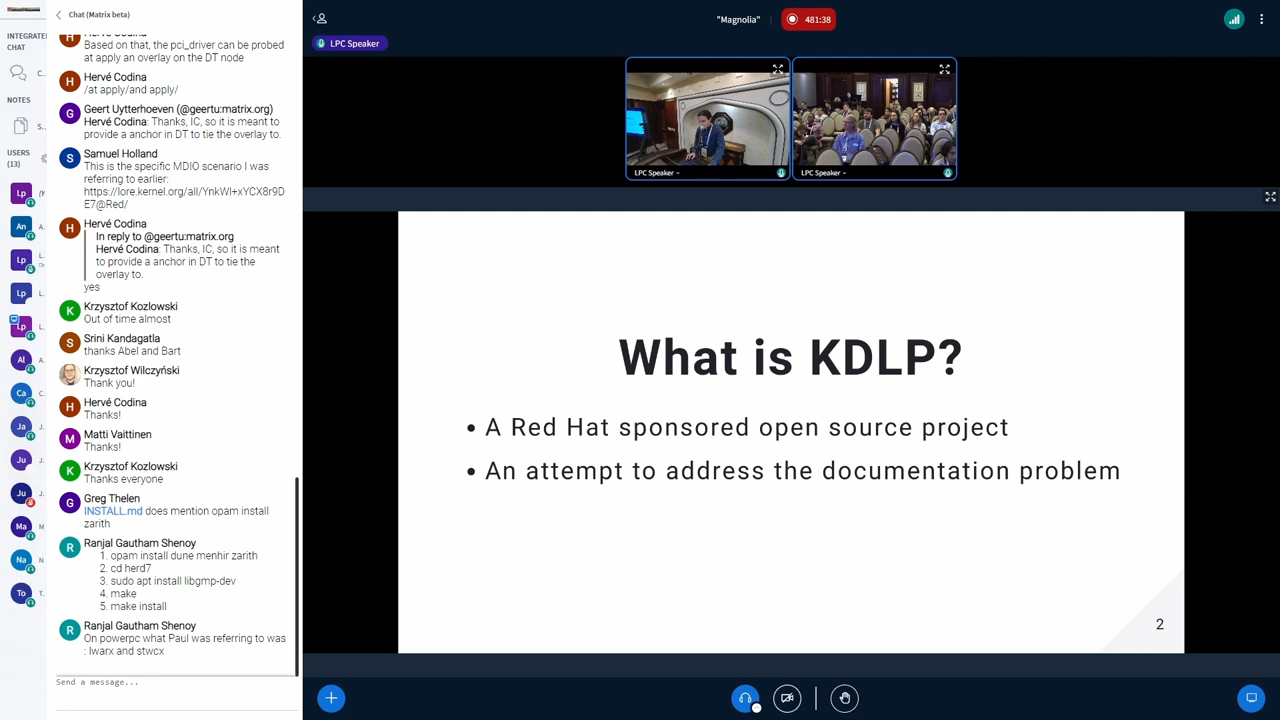 Chat (Matrix beta)
INTEGRATE
CHAT
C..
NOTES
S...
USERS
(13)
Hervé Codina
Based on that, the pci_driver can be probed
at apply an overlay on the DT node
Hervé Codina
/at apply/and apply/
Geert Uytterhoeven (@geertu:matrix.org)
Hervé Codina: Thanks, IC, so it is meant to
provide a anchor in DT to tie the overlay to.
Samuel Holland
This is the specific MDIO scenario I was
referring to earlier:
https://lore.kernel.org/all/YnkWl+xYCX8r9D
E7@Red/
Hervé Codina
In reply to @geertu:matrix.org
Hervé Codina: Thanks, IC, so it is meant
to provide a anchor in DT to tie the
overlay to.
yes
Krzysztof Kozlowski
Out of time almost
Srini Kandagatla
thanks Abel and Bart
Krzysztof Wilczyński
Thank you!
Hervé Codina
Thanks!
Matti Vaittinen
Thanks!
Krzysztof Kozlowski
Thanks everyone
Greg Thelen
INSTALL.md does mention opam install
zarith
Ranjal Gautham Shenoy
1. opam install dune menhir zarith
2. cd herd7
3. sudo apt install libgmp-dev
4. make
5. make install
Ranjal Gautham Shenoy
On powerpc what Paul was referring to was
: lwarx and stwcx
Send a message...
"Magnolia"
481:38
LPC Speaker
LPC Speaker
LPC Speaker
What is KDLP?
• A Red Hat sponsored open source project
• An attempt to address the documentation problem
2